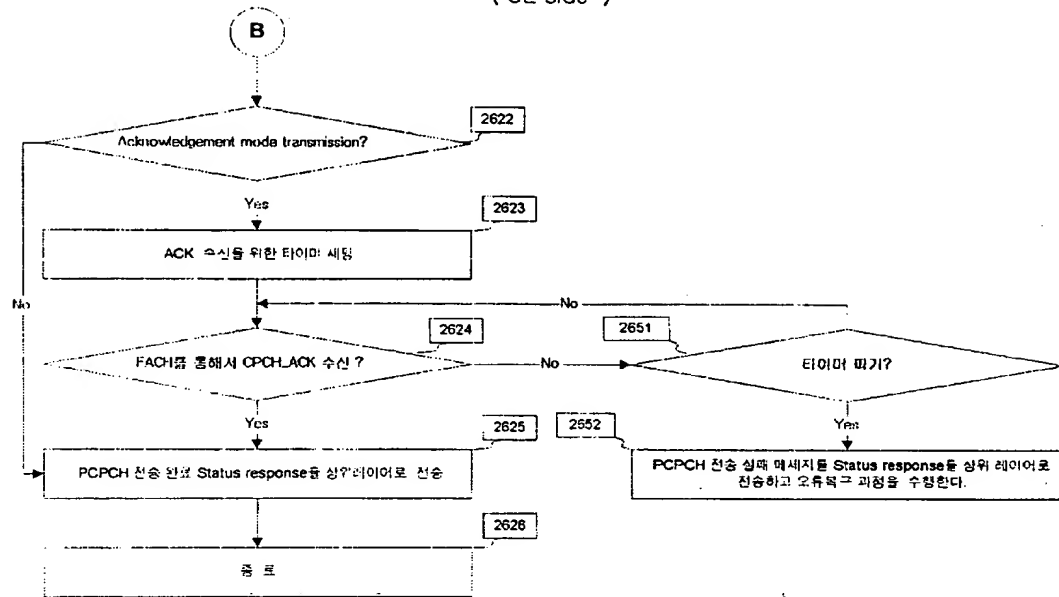 B
Acknowledgement mode transmission?
2622
Yes
2623
ACK 수신을 위한 타이머 세팅
No
No
2624
2651
FACH를 통해서 CPCH_ACK 수신 ?
No
타이머
Yes
2625
2652
Yes
PCPCH 전송 완료 Status response를 상위레이어로 전송
PCPCH 전송 실패 메세지를 Status response를 상위 레이어로
전송하고 오류복구 과정을 수행한다.
2626
종 료